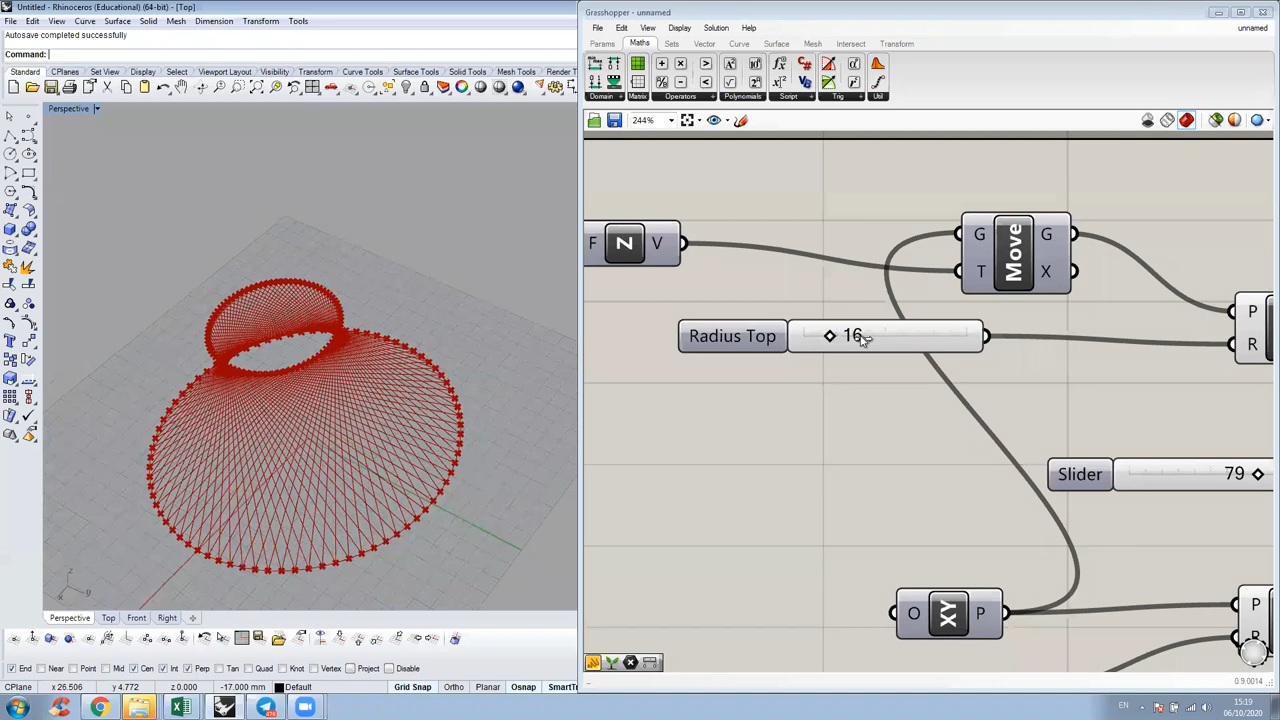 Untitled - Rhinoceros (Educational) (64-bit) - [Top]
File Edit View Curve Surface Solid Mesh Dimension Transform Tools
Autosave completed successfully
Command:
Standard CPlanes Set View Display Select Viewport Layout Visibility Transform Curve Tools Surface Tools Solid Tools Mesh Tools Render T
Perspective
z
x y
Perspective Top Front Right
End Near Point Mid Cen Int Perp Tan Quad Knot Vertex Project Disable
CPlane x 26.506 y 4.772 z 0.000 -17.000 mm Default Grid Snap Ortho Planar Osnap SmartTr
Grasshopper - unnamed
File Edit View Display Solution Help unnamed
Params Maths Sets Vector Curve Surface Mesh Intersect Transform
Domain Matrix Operators Polynomials Script Trig Util
244%
F Z V
G T Move G X
Radius Top 16
P
R
Slider 79
O XY P
P
R
0.9.0014
EN 15:19
06/10/2020